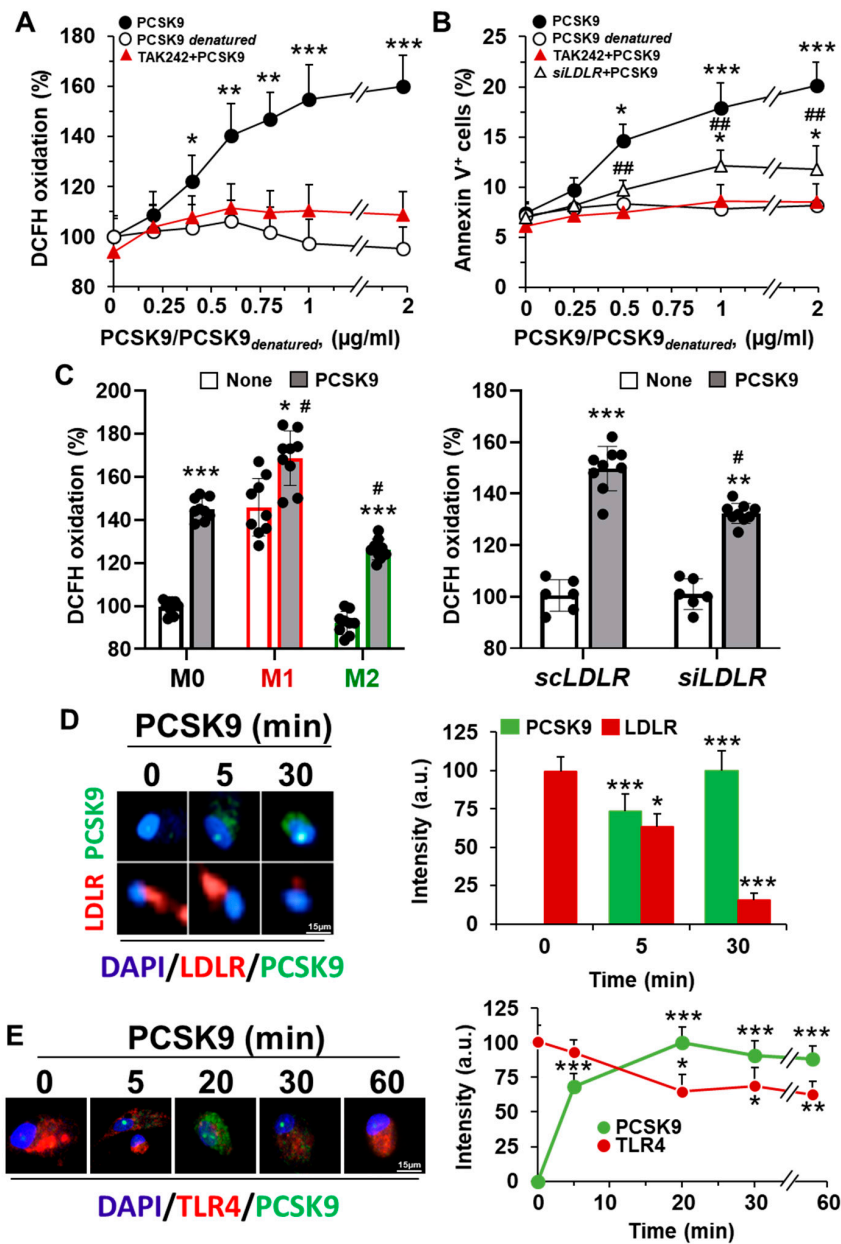 A
PCSK9
PCSK9 denatured
TAK242+PCSK9
DCFH oxidation (%)
180
160
140
120
100
80
*
**
**
***
***
0
0.25
0.5
0.75
1
2
PCSK9/PCSK9denatured, (µg/ml)
B
PCSK9
PCSK9 denatured
TAK242+PCSK9
siLDLR+PCSK9
Annexin V+ cells (%)
25
20
15
10
5
0
*
##
***
##
*
***
##
*
0
0.25
0.5
0.75
1
2
PCSK9/PCSK9denatured, (µg/ml)
C
None
PCSK9
DCFH oxidation (%)
200
180
160
140
120
100
80
***
* #
#
***
M0
M1
M2
None
PCSK9
DCFH oxidation (%)
180
160
140
120
100
80
***
#
**
scLDLR
siLDLR
D
PCSK9 (min)
0
5
30
PCSK9
LDLR
15µm
DAPI/LDLR/PCSK9
PCSK9
LDLR
Intensity (a.u.)
125
100
75
50
25
0
***
*
***
***
0
5
30
Time (min)
E
PCSK9 (min)
0
5
20
30
60
15µm
DAPI/TLR4/PCSK9
Intensity (a.u.)
125
100
75
50
25
0
***
***
*
***
*
***
**
PCSK9
TLR4
0
10
20
30
60
Time (min)